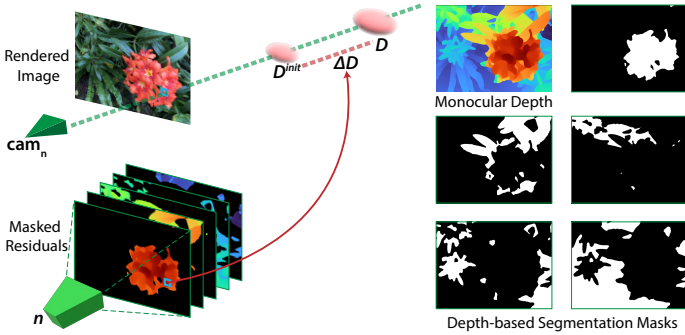 Rendered
Image
cam_n
D^init
ΔD
D
Monocular Depth
Masked
Residuals
n
Depth-based Segmentation Masks